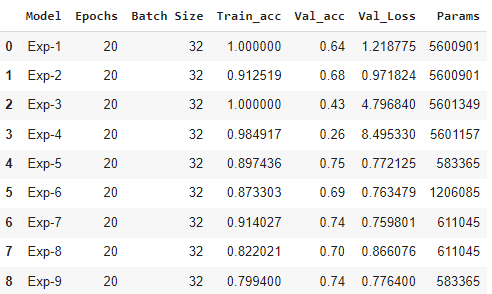 Model Epochs Batch Size Train_acc Val_acc Val_Loss Params
0 Exp-1 20 32 1.000000 0.64 1.218775 5600901
1 Exp-2 20 32 0.912519 0.68 0.971824 5600901
2 Exp-3 20 32 1.000000 0.43 4.796840 5601349
3 Exp-4 20 32 0.984917 0.26 8.495330 5601157
4 Exp-5 20 32 0.897436 0.75 0.772125 583365
5 Exp-6 20 32 0.873303 0.69 0.763479 1206085
6 Exp-7 20 32 0.914027 0.74 0.759801 611045
7 Exp-8 20 32 0.822021 0.70 0.866076 611045
8 Exp-9 20 32 0.799400 0.74 0.776400 583365